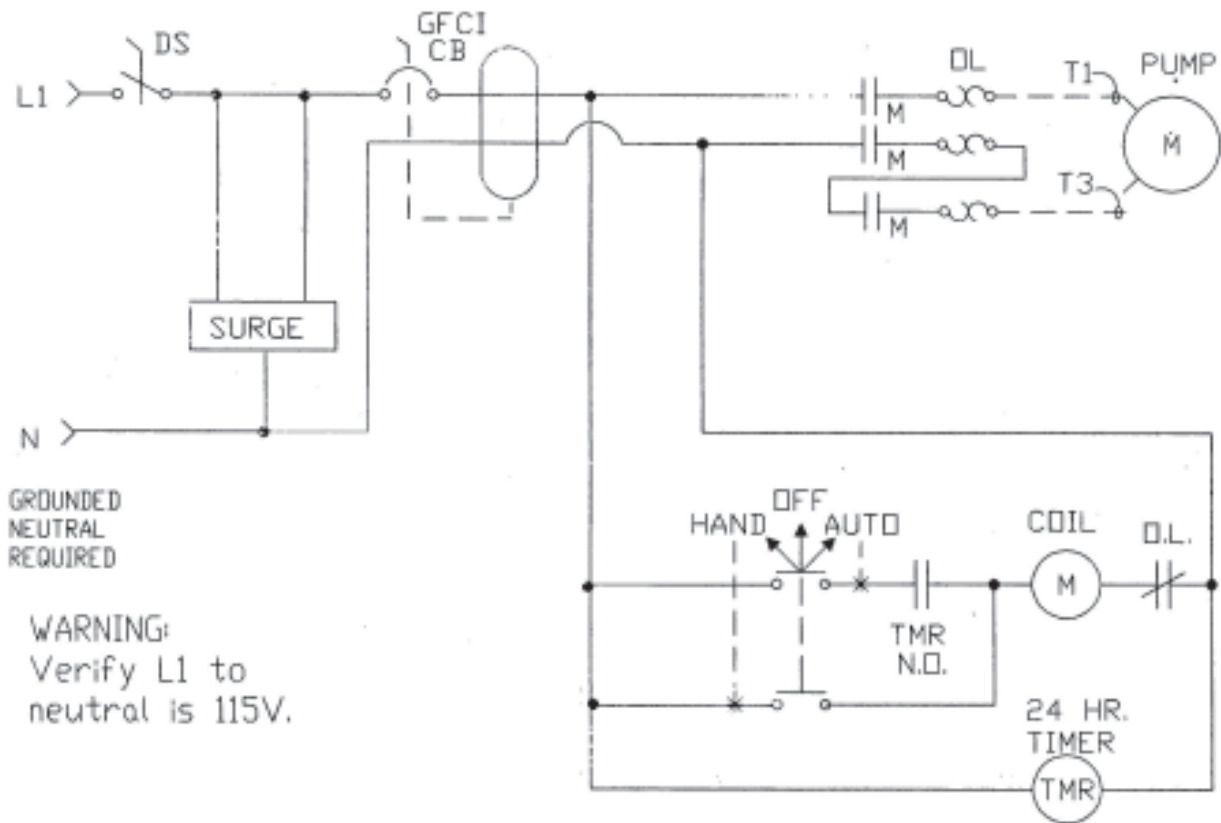 DS
GFCI
CB
L1
OL
T1
PUMP
M
M
M
T3
M
SURGE
N
GROUNDED
NEUTRAL
REQUIRED
WARNING:
Verify L1 to
neutral is 115V.
HAND
OFF
AUTO
COIL
O.L.
M
TMR
N.O.
24 HR.
TIMER
TMR